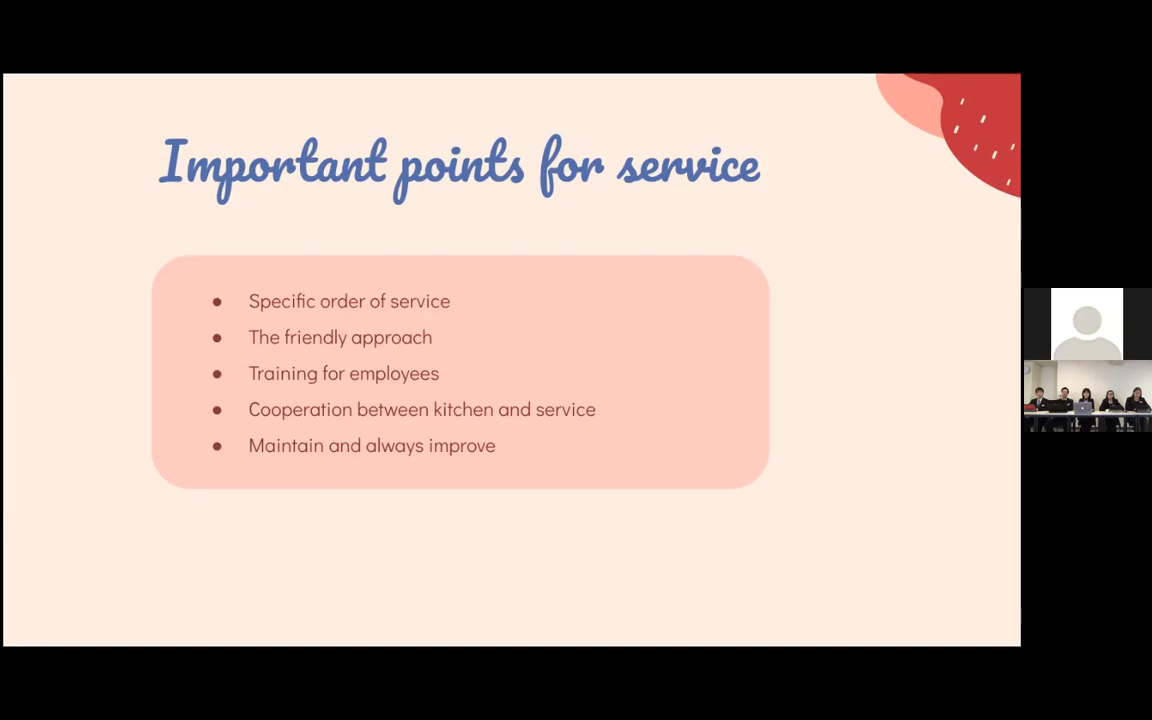 Important points for service
● Specific order of service
● The friendly approach
● Training for employees
● Cooperation between kitchen and service
● Maintain and always improve